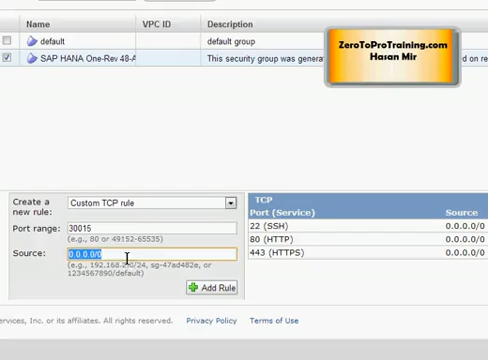 Name VPC ID Description
default default group
SAP HANA One-Rev 48-A This security group was genera
ed on re
ZeroToProTraining.com
Hasan Mir
Create a new rule: Custom TCP rule
Port range: 30015
(e.g., 80 or 49152-65535)
Source: 0.0.0.0/0
(e.g., 192.168.2.0/24, sg-47ad482e, or
1234567890/default)
Add Rule
TCP
Port (Service) Source
22 (SSH) 0.0.0.0/0
80 (HTTP) 0.0.0.0/0
443 (HTTPS) 0.0.0.0/0
ervices, Inc. or its affiliates. All rights reserved. Privacy Policy Terms of Use